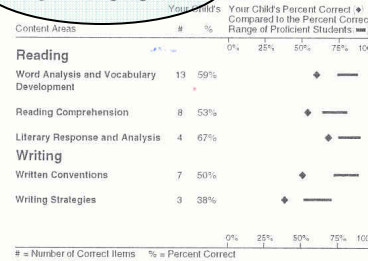 Your Child's Your Child's Percent Correct (◆)
Compared to the Percent Correc
Content Areas # % Range of Proficient Students
0% 25% 50% 75% 100
Reading
Word Analysis and Vocabulary 13 59%
Development
Reading Comprehension 8 53%
Literary Response and Analysis 4 67%
Writing
Written Conventions 7 50%
Writing Strategies 3 38%
0% 25% 50% 75% 100
# = Number of Correct Items % = Percent Correct